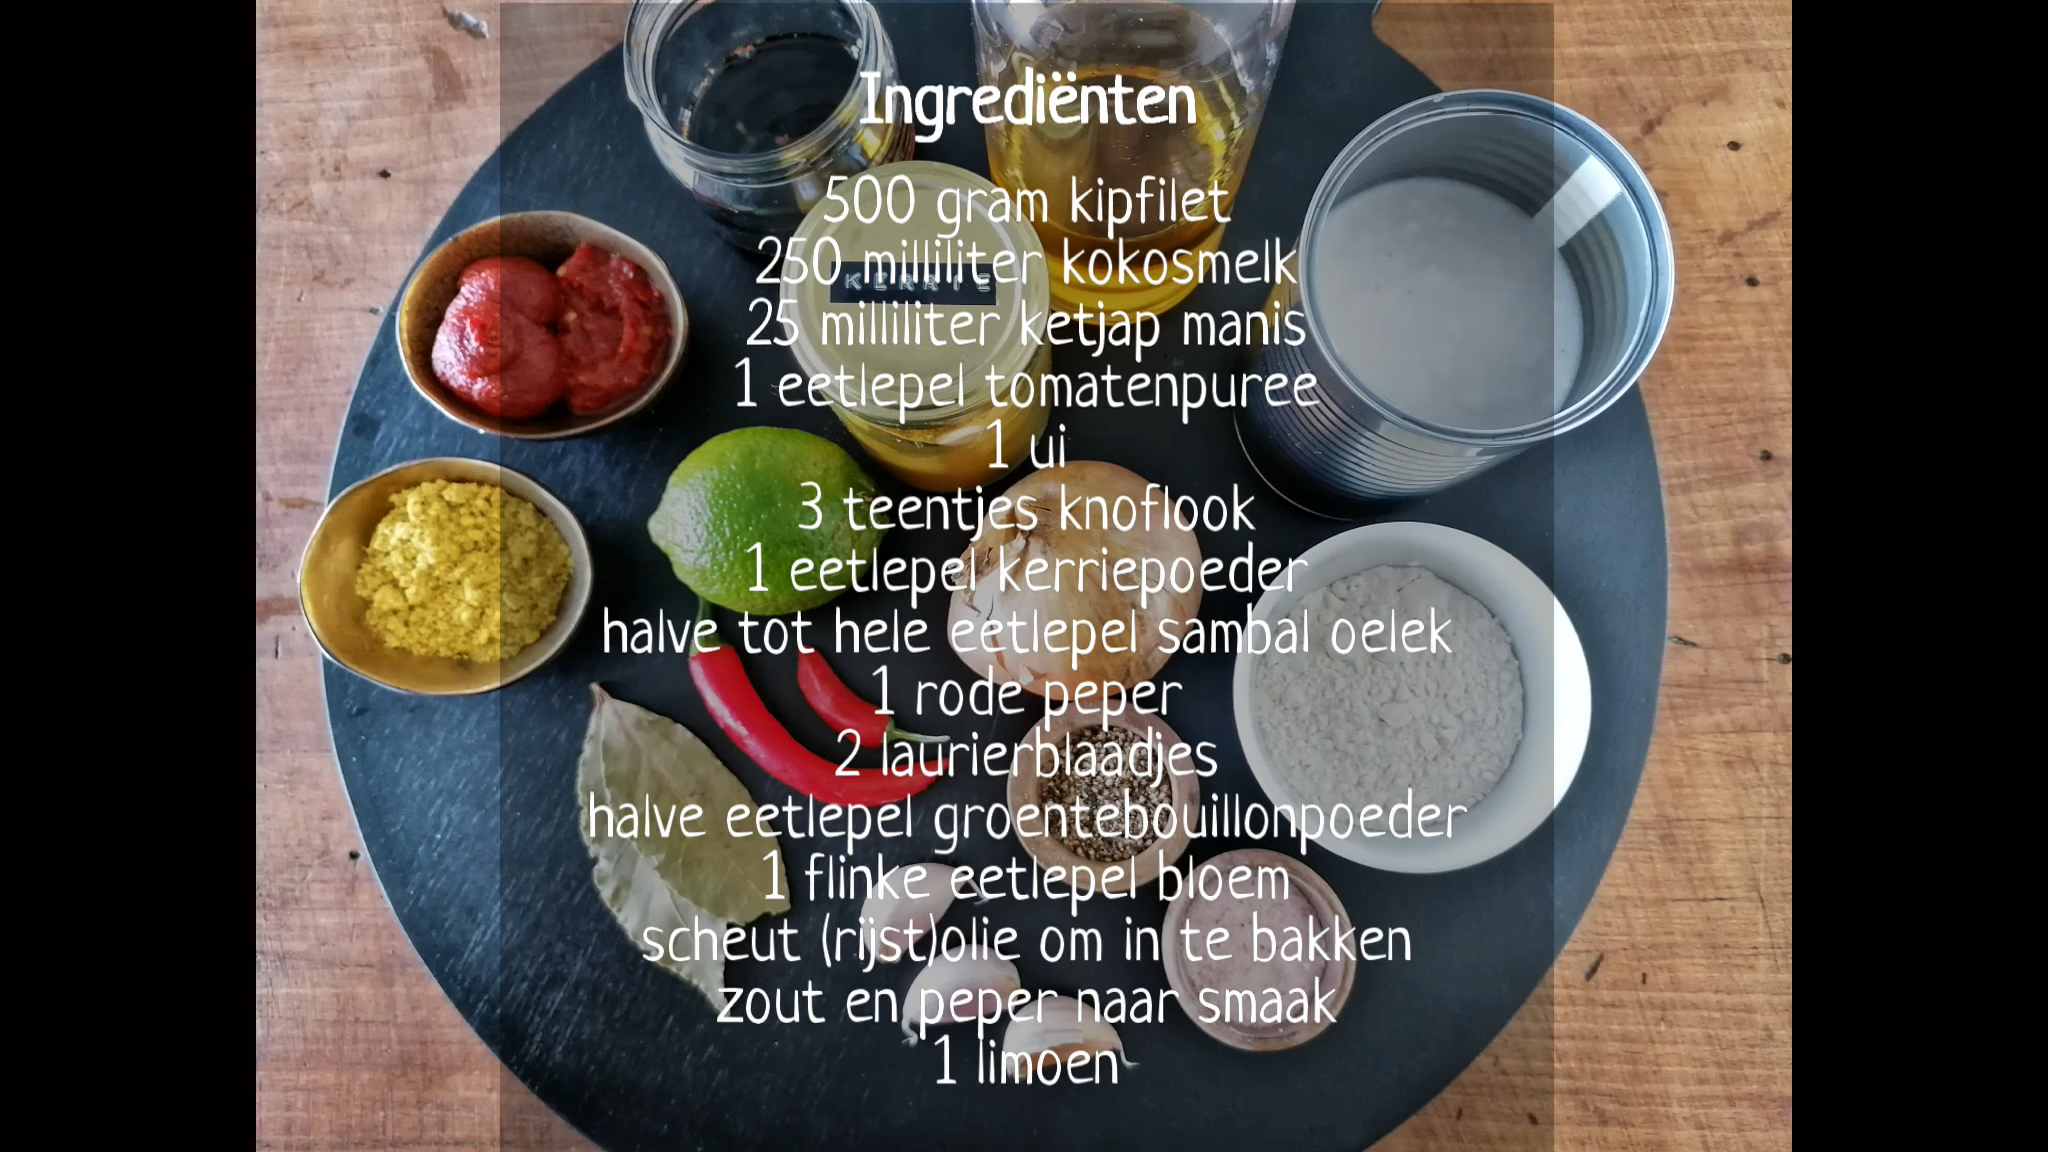 Ingrediënten
500 gram kipfilet
250 milliliter kokosmelk
KERRIE
25 milliliter ketjap manis
1 eetlepel tomatenpuree
1 ui
3 teentjes knoflook
1 eetlepel kerriepoeder
halve tot hele eetlepel sambal oelek
1 rode peper
2 laurierblaadjes
halve eetlepel groentebouillonpoeder
1 flinke eetlepel bloem
scheut (rijst)olie om in te bakken
zout en peper naar smaak
1 limoen